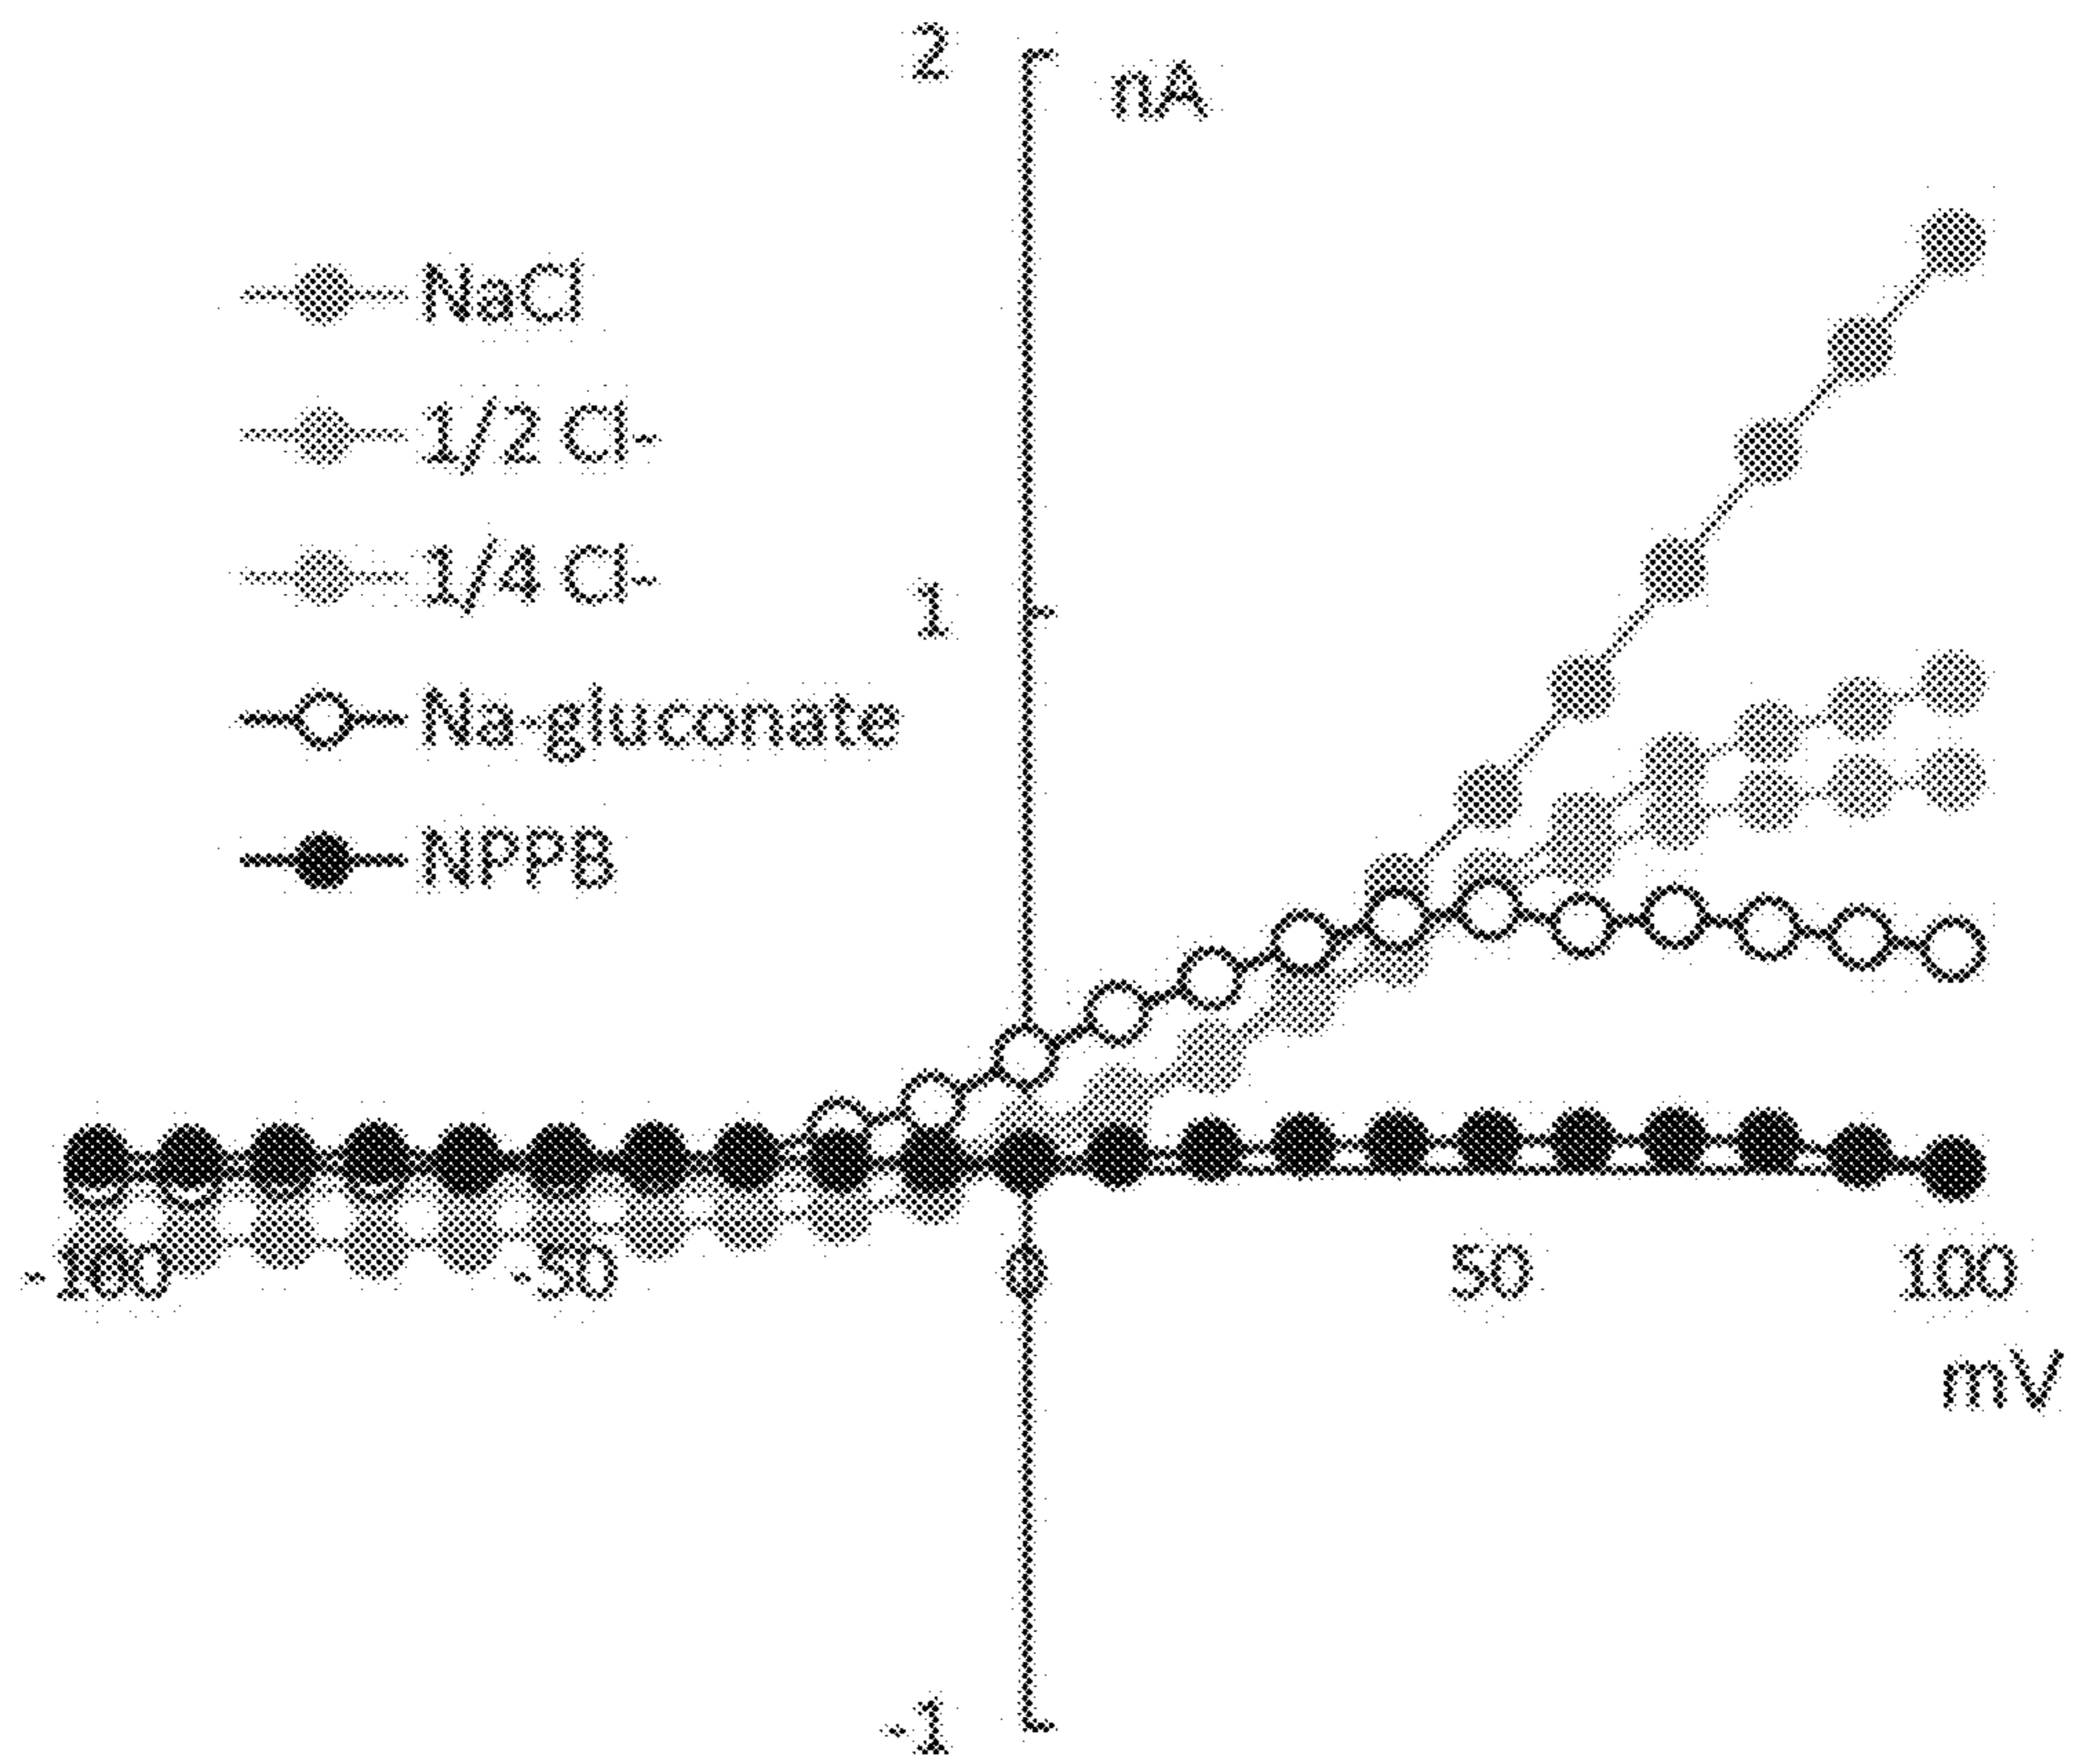 2
nA
NaCl
1/2 Cl-
1/4 Cl-
1
Na-gluconate
NPPB
-100
-50
0
50
100
mV
-1